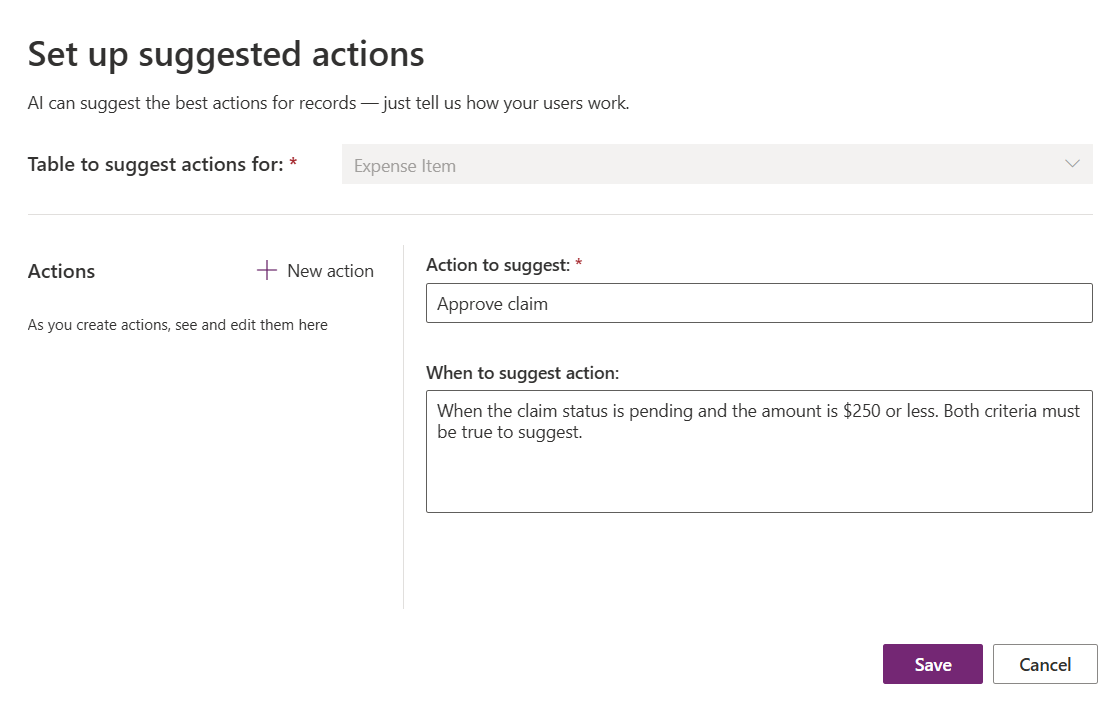 Set up suggested actions
AI can suggest the best actions for records — just tell us how your users work.
Table to suggest actions for: *
Expense Item
Actions
New action
As you create actions, see and edit them here
Action to suggest: *
Approve claim
When to suggest action:
When the claim status is pending and the amount is $250 or less. Both criteria must
be true to suggest.
Save
Cancel